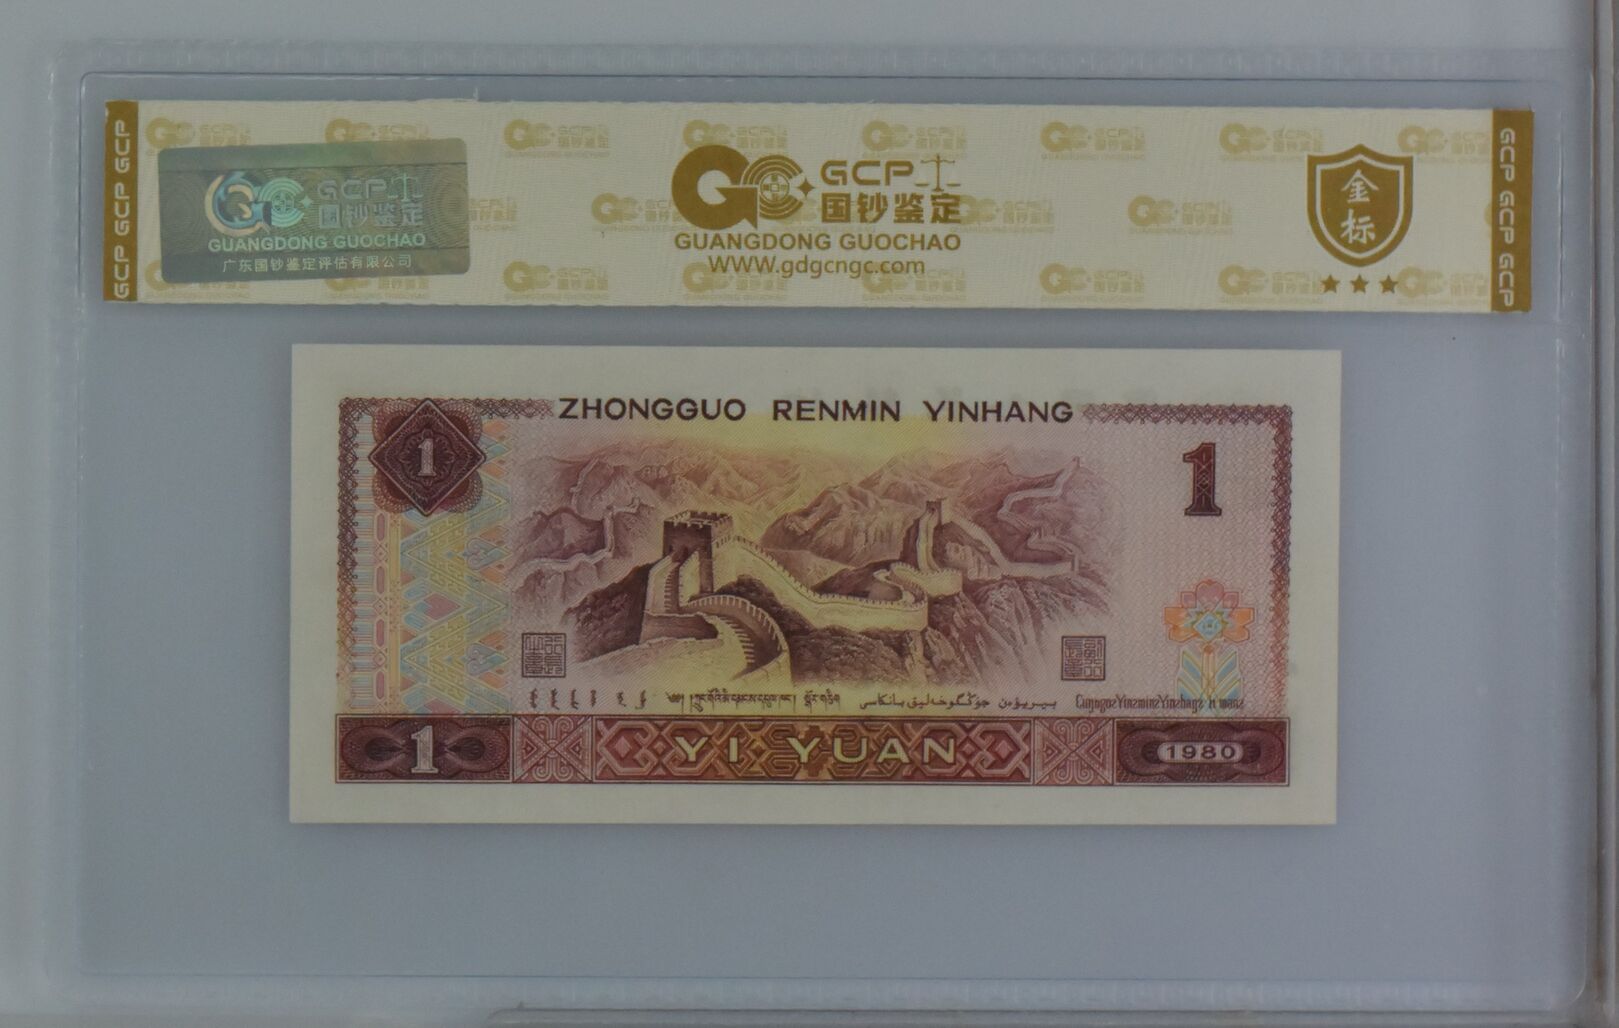 GCP GCP GCP
GCP 国钞鉴定
GUANGDONG GUOCHAO
广东国钞鉴定评估有限公司
GCP
国钞鉴定
GUANGDONG GUOCHAO
WWW.gdgcngc.com
金标
GCP GCP GCP
ZHONGGUO RENMIN YINHANG
1
1
1 YI YUAN 1980